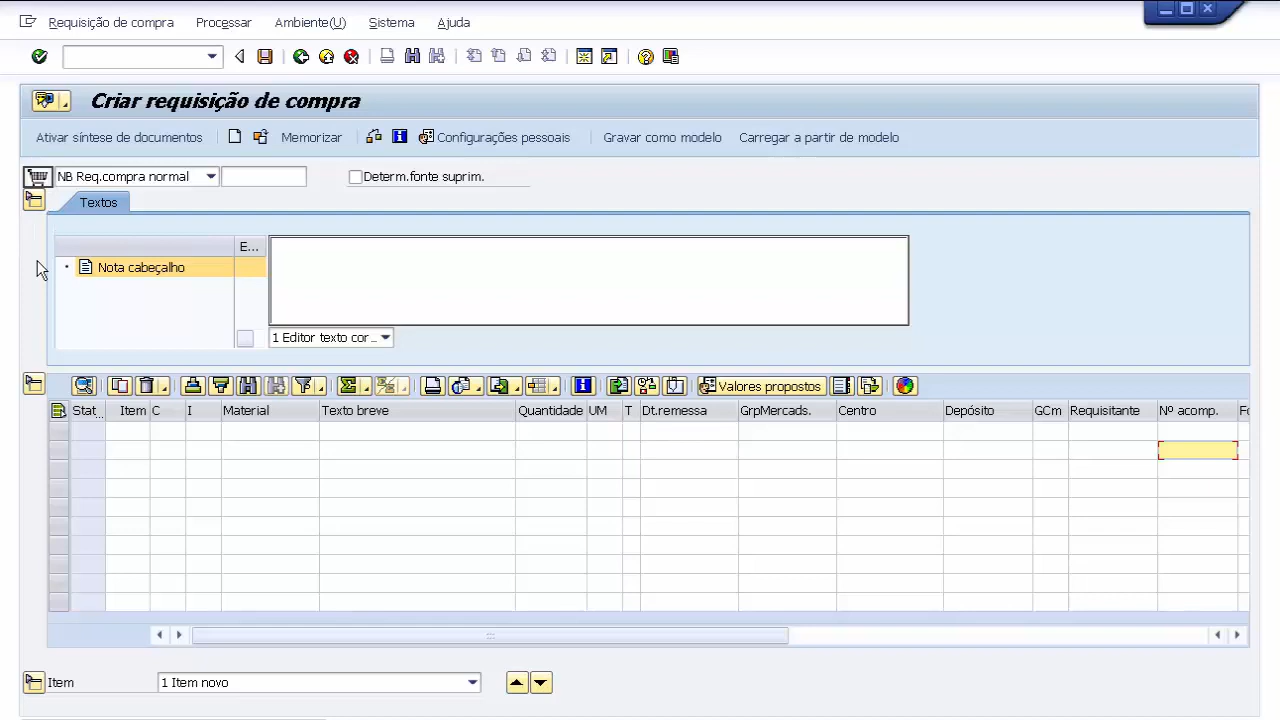 Requisição de compra Processar Ambiente(U) Sistema Ajuda
Criar requisição de compra
Ativar síntese de documentos Memorizar Configurações pessoais Gravar como modelo Carregar a partir de modelo
NB Req.compra normal Determ.fonte suprim.
Textos
E...
Nota cabeçalho
1 Editor texto cor...
Valores propostos
Stat.. Item C I Material Texto breve Quantidade UM T Dt.remessa GrpMercads. Centro Depósito GCm Requisitante Nº acomp. Fo
Item 1 Item novo